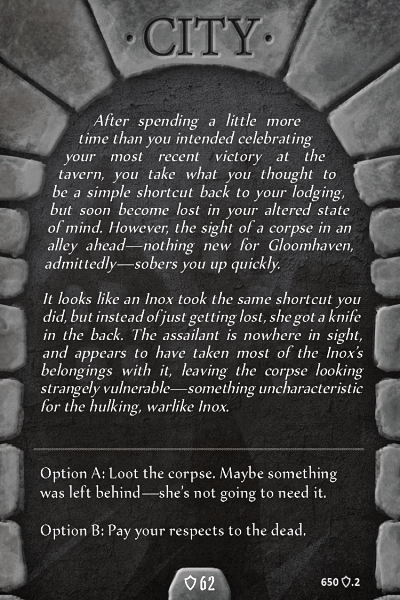 ·CITY·
After spending a little more
time than you intended celebrating
your most recent victory at the
tavern, you take what you thought to
be a simple shortcut back to your lodging,
but soon become lost in your altered state
of mind. However, the sight of a corpse in an
alley ahead—nothing new for Gloomhaven,
admittedly—sobers you up quickly.
It looks like an Inox took the same shortcut you
did, but instead of just getting lost, she got a knife
in the back. The assailant is nowhere in sight,
and appears to have taken most of the Inox's
belongings with it, leaving the corpse looking
strangely vulnerable—something uncharacteristic
for the hulking, warlike Inox.
Option A: Loot the corpse. Maybe something
was left behind—she's not going to need it.
Option B: Pay your respects to the dead.
62
650 .2